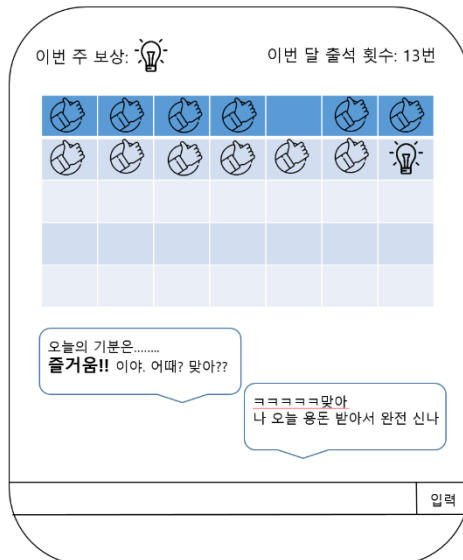 이번 주 보상:
이번 달 출석 횟수: 13번
오늘의 기분은........
즐거움!! 이야. 어때? 맞아??
ㅋㅋㅋㅋㅋ맞아
나 오늘 용돈 받아서 완전 신나
입력